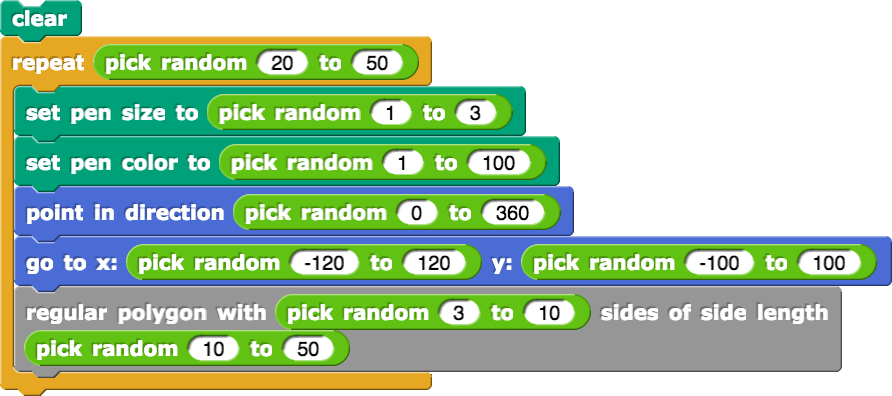 clear
repeat pick random 20 to 50
set pen size to pick random 1 to 3
set pen color to pick random 1 to 100
point in direction pick random 0 to 360
go to x: pick random -120 to 120 y: pick random -100 to 100
regular polygon with pick random 3 to 10 sides of side length
pick random 10 to 50